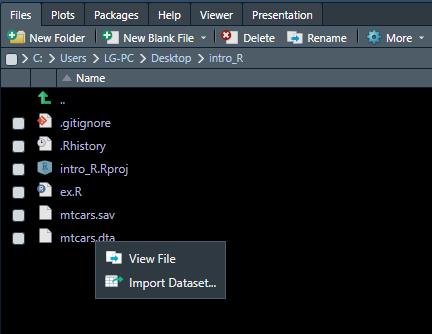 Files Plots Packages Help Viewer Presentation
New Folder New Blank File Delete Rename More
C: Users LG-PC Desktop intro_R
Name
..
.gitignore
.Rhistory
intro_R.Rproj
ex.R
mtcars.sav
mtcars.dta
View File
Import Dataset...